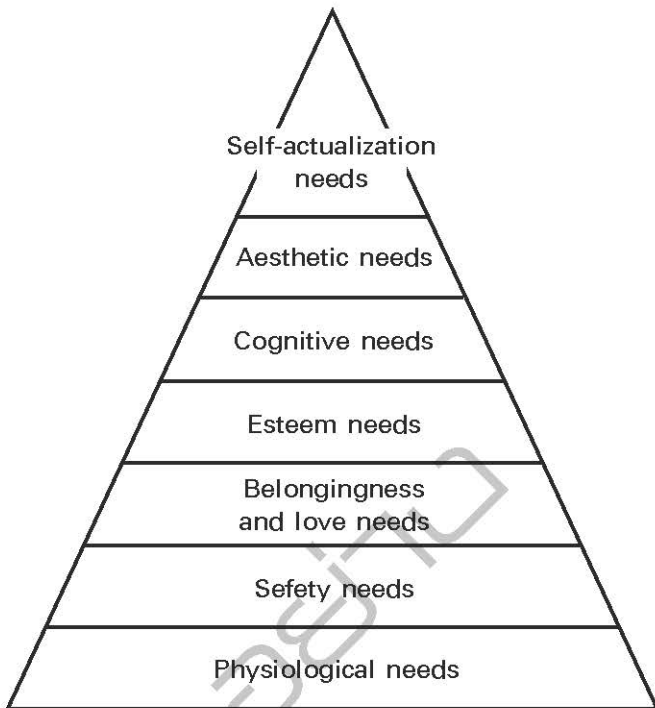 Self-actualization
needs
Aesthetic needs
Cognitive needs
Esteem needs
Belongingness
and love needs
Sefety needs
Physiological needs